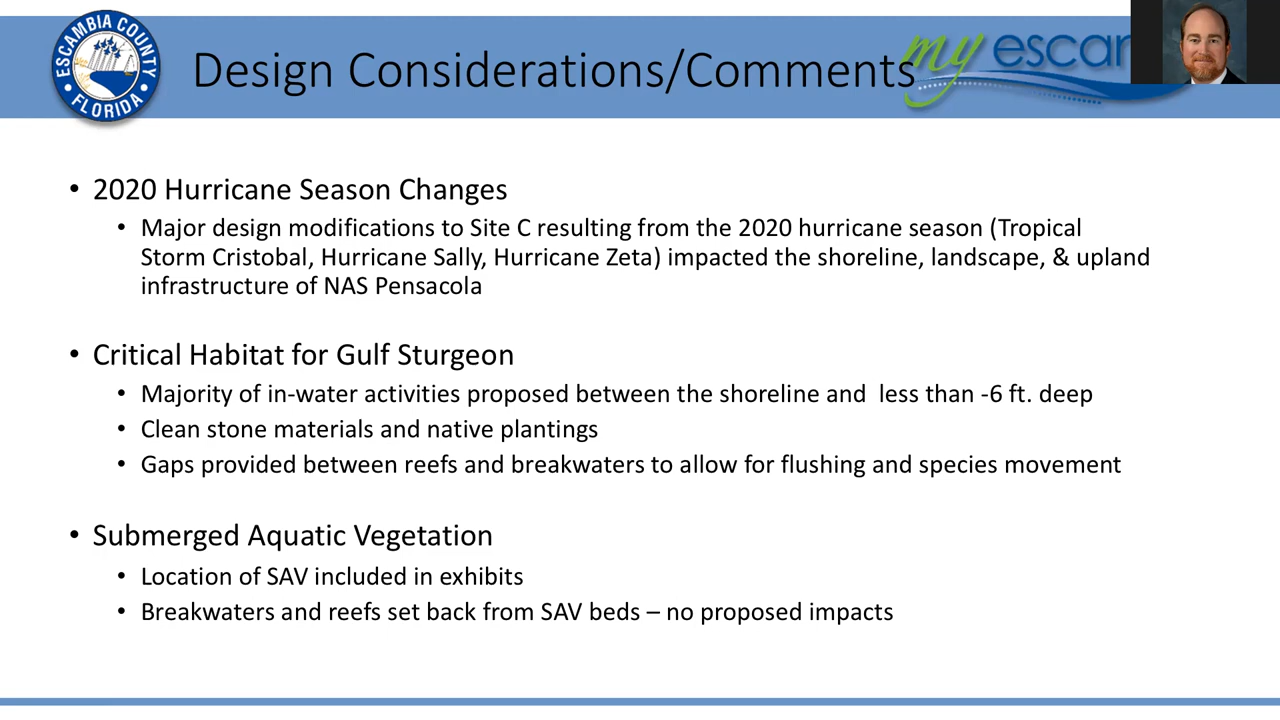 ESCAMBIA COUNTY
FLORIDA
Design Considerations/Comments
my escar
• 2020 Hurricane Season Changes
• Major design modifications to Site C resulting from the 2020 hurricane season (Tropical
Storm Cristobal, Hurricane Sally, Hurricane Zeta) impacted the shoreline, landscape, & upland
infrastructure of NAS Pensacola
• Critical Habitat for Gulf Sturgeon
• Majority of in-water activities proposed between the shoreline and  less than -6 ft. deep
• Clean stone materials and native plantings
• Gaps provided between reefs and breakwaters to allow for flushing and species movement
• Submerged Aquatic Vegetation
• Location of SAV included in exhibits
• Breakwaters and reefs set back from SAV beds – no proposed impacts